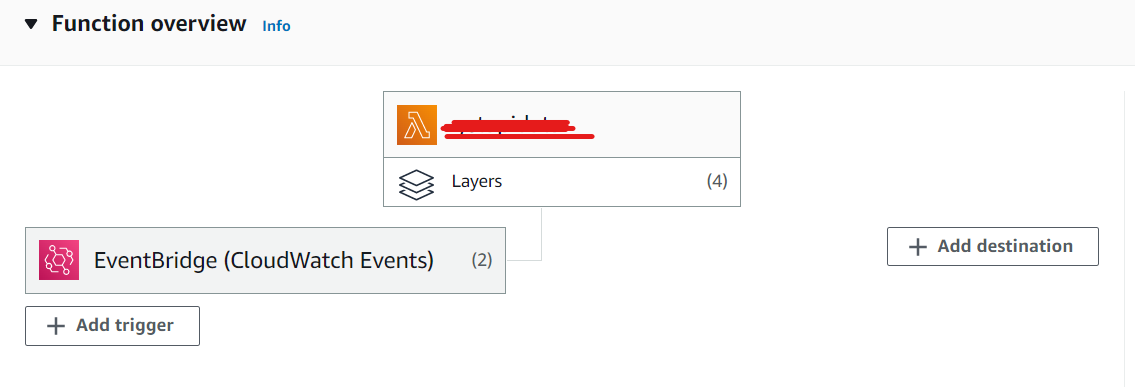 Function overview Info
Layers (4)
EventBridge (CloudWatch Events) (2)
Add destination
Add trigger